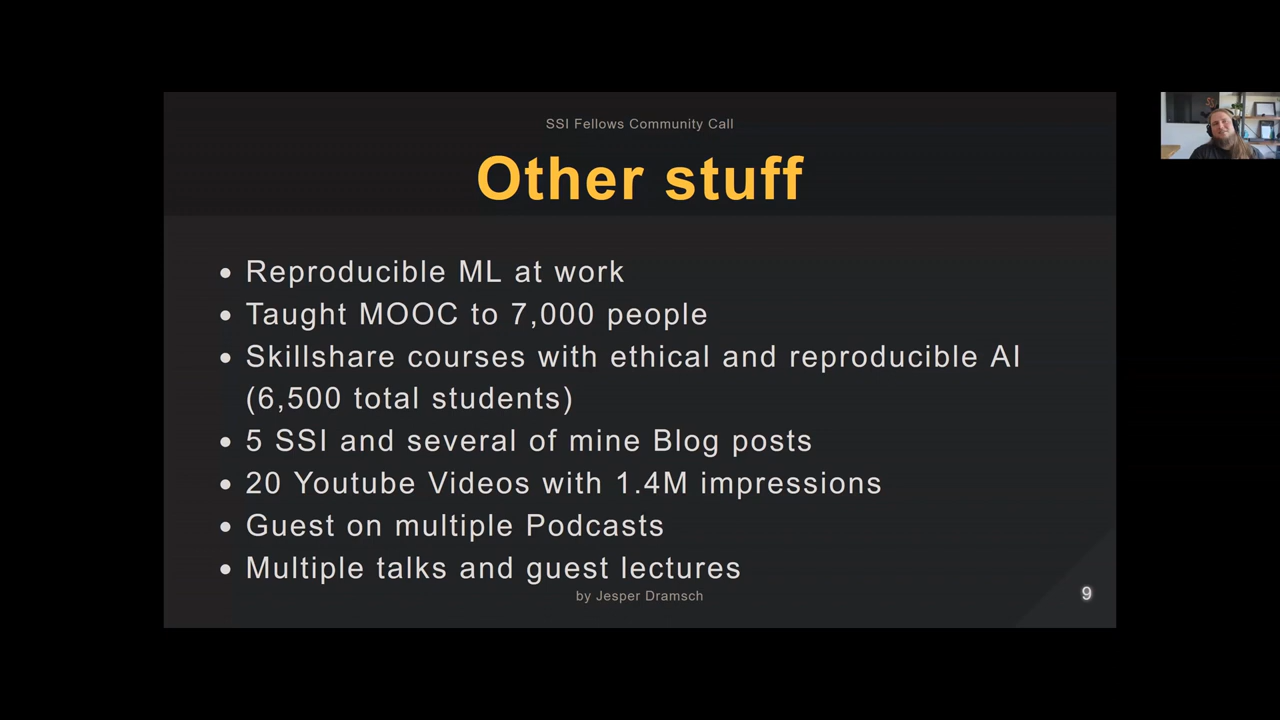 SSI Fellows Community Call
Other stuff
• Reproducible ML at work
• Taught MOOC to 7,000 people
• Skillshare courses with ethical and reproducible AI
(6,500 total students)
• 5 SSI and several of mine Blog posts
• 20 Youtube Videos with 1.4M impressions
• Guest on multiple Podcasts
• Multiple talks and guest lectures
by Jesper Dramsch
9